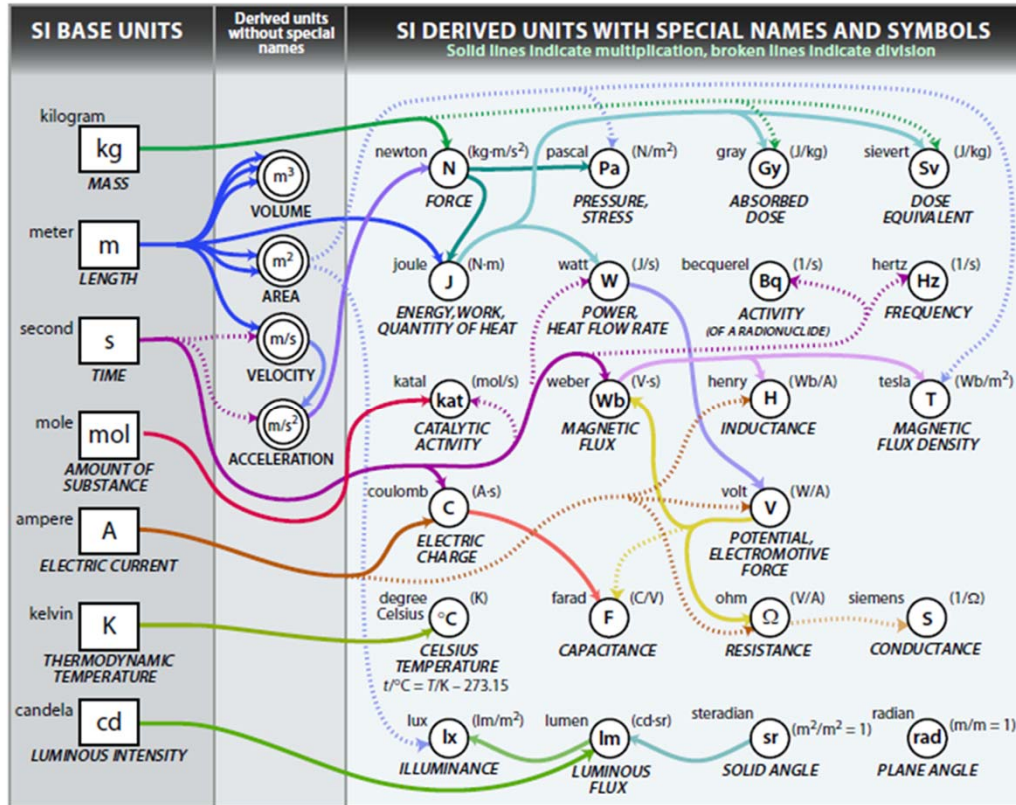 SI BASE UNITS
Derived units
without special
names
SI DERIVED UNITS WITH SPECIAL NAMES AND SYMBOLS
Solid lines indicate multiplication, broken lines indicate division
kilogram
kg
MASS
meter
m
LENGTH
second
s
TIME
mole
mol
AMOUNT OF
SUBSTANCE
ampere
A
ELECTRIC CURRENT
kelvin
K
THERMODYNAMIC
TEMPERATURE
candela
cd
LUMINOUS INTENSITY
m³
VOLUME
m²
AREA
m/s
VELOCITY
m/s²
ACCELERATION
newton
N
(kg·m/s²)
FORCE
pascal
Pa
(N/m²)
PRESSURE,
STRESS
gray
Gy
(J/kg)
ABSORBED
DOSE
sievert
Sv
(J/kg)
DOSE
EQUIVALENT
joule
J
(N·m)
ENERGY, WORK,
QUANTITY OF HEAT
watt
W
(J/s)
POWER,
HEAT FLOW RATE
becquerel
Bq
(1/s)
ACTIVITY
(OF A RADIONUCLIDE)
hertz
Hz
(1/s)
FREQUENCY
katal
kat
(mol/s)
CATALYTIC
ACTIVITY
weber
Wb
(V·s)
MAGNETIC
FLUX
henry
H
(Wb/A)
INDUCTANCE
tesla
T
(Wb/m²)
MAGNETIC
FLUX DENSITY
coulomb
C
(A·s)
ELECTRIC
CHARGE
volt
V
(W/A)
POTENTIAL,
ELECTROMOTIVE
FORCE
degree
Celsius
°C
(K)
CELSIUS
TEMPERATURE
t/°C = T/K – 273.15
farad
F
(C/V)
CAPACITANCE
ohm
Ω
(V/A)
RESISTANCE
siemens
S
(1/Ω)
CONDUCTANCE
lux
lx
(lm/m²)
ILLUMINANCE
lumen
lm
(cd·sr)
LUMINOUS
FLUX
steradian
sr
(m²/m² = 1)
SOLID ANGLE
radian
rad
(m/m = 1)
PLANE ANGLE